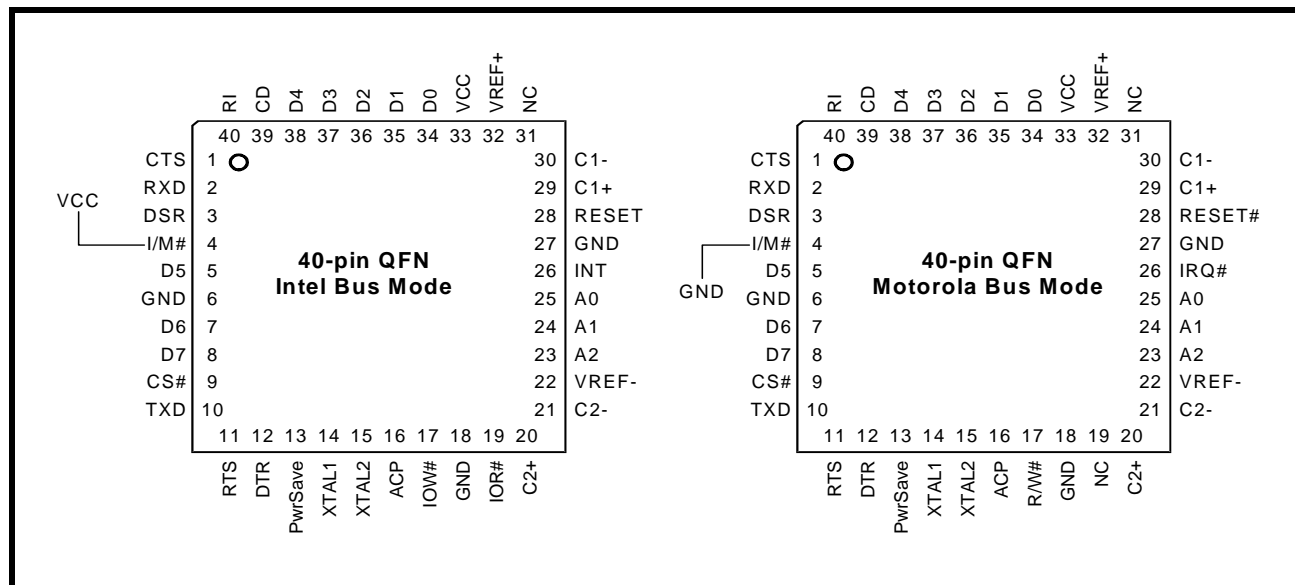 RI CD D4 D3 D2 D1 D0 VCC VREF+ NC
40 39 38 37 36 35 34 33 32 31
CTS 1 30 C1-
RXD 2 29 C1+
VCC
DSR 3 28 RESET
I/M# 4 27 GND
40-pin QFN
Intel Bus Mode
D5 5 26 INT
GND 6 25 A0
D6 7 24 A1
D7 8 23 A2
CS# 9 22 VREF-
TXD 10 21 C2-
11 12 13 14 15 16 17 18 19 20
RTS DTR PwrSave XTAL1 XTAL2 ACP IOW# GND IOR# C2+
RI CD D4 D3 D2 D1 D0 VCC VREF+ NC
40 39 38 37 36 35 34 33 32 31
CTS 1 30 C1-
RXD 2 29 C1+
DSR 3 28 RESET#
I/M# 4 27 GND
40-pin QFN
Motorola Bus Mode
D5 5 26 IRQ#
GND
GND 6 25 A0
D6 7 24 A1
D7 8 23 A2
CS# 9 22 VREF-
TXD 10 21 C2-
11 12 13 14 15 16 17 18 19 20
RTS DTR PwrSave XTAL1 XTAL2 ACP R/W# GND NC C2+